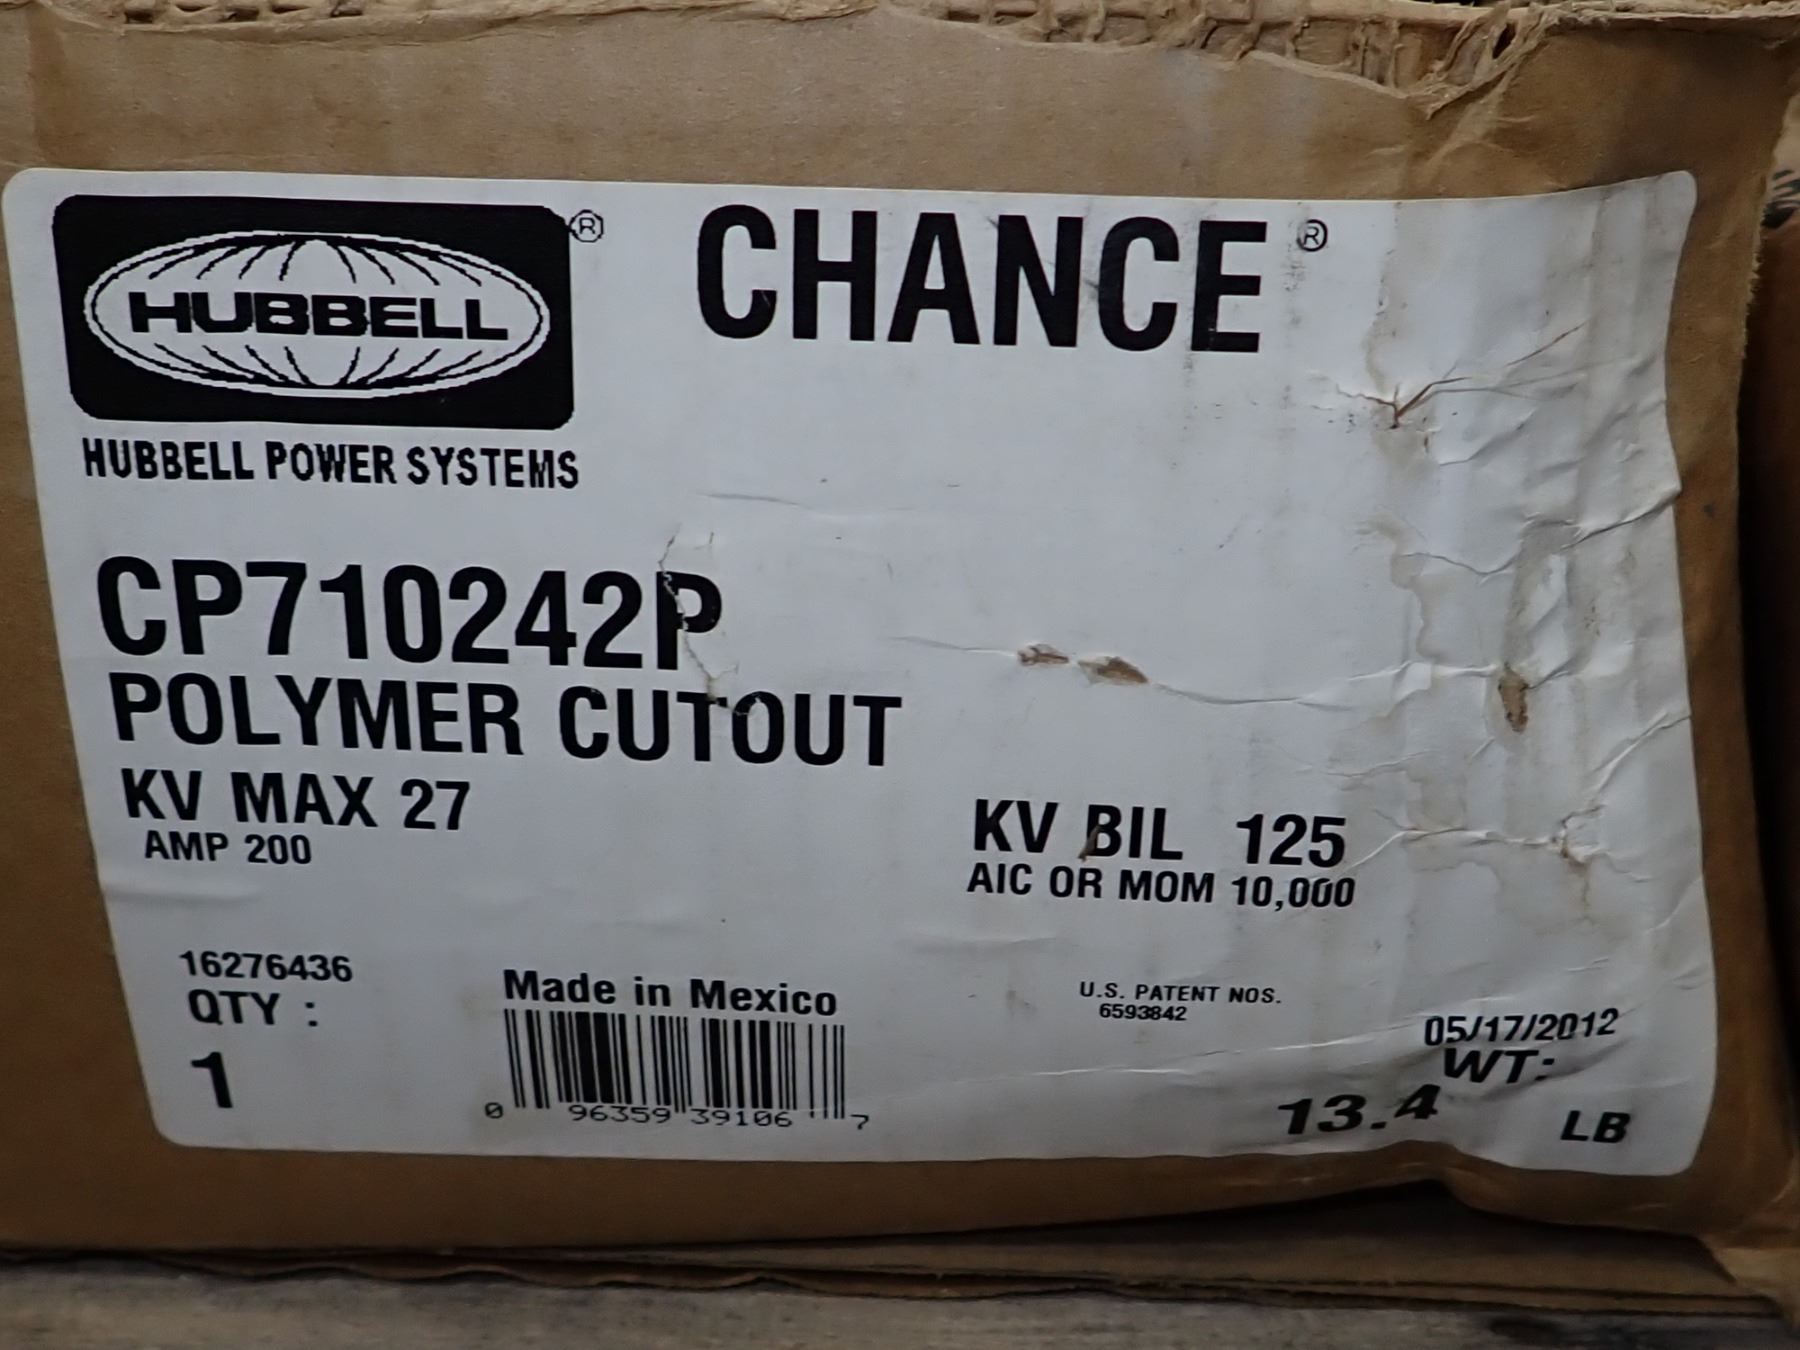 HUBBELL ®
CHANCE ®
HUBBELL POWER SYSTEMS
CP710242P
POLYMER CUTOUT
KV MAX 27
AMP 200
KV BIL 125
AIC OR MOM 10,000
16276436
QTY :
1
Made in Mexico
0 96359 39106 7
U.S. PATENT NOS.
6593842
05/17/2012
WT:
13.4 LB